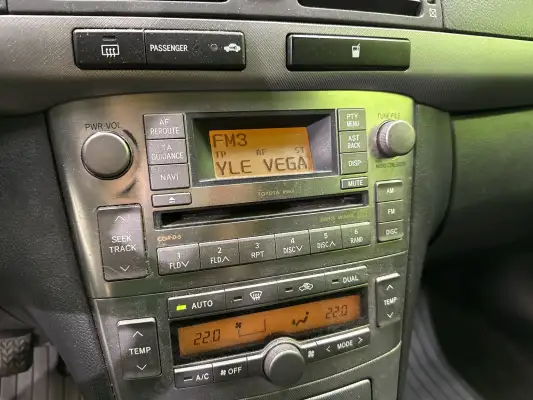 PASSENGER
PWR·VOL
AF REROUTE
TA GUIDANCE
NAVI
FM3
TP AF ST
YLE VEGA
PTY MENU
AST BACK
DISP
MUTE
TUNE·FILE
TOYOTA
SEEK TRACK
1 FLD
2 FLD
3 RPT
4 DISC
5 DISC
6 RAND
AM
FM
DISC
AUTO
DUAL
TEMP
22.0
22.0
TEMP
A/C
OFF
MODE